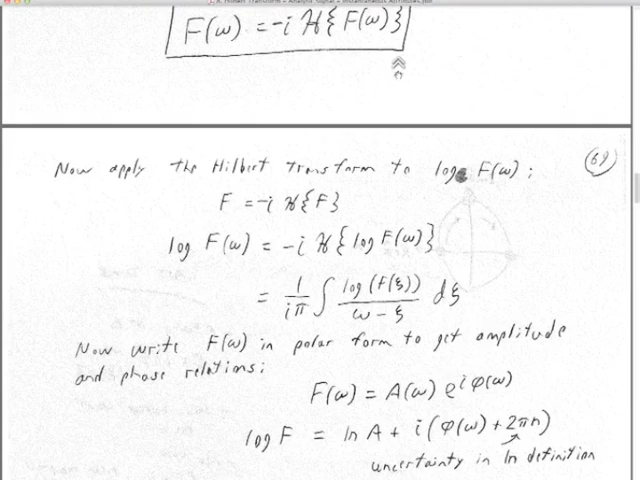 F(ω) = -i ℋ{F(ω)}
Now apply the Hilbert transform to log F(ω): (69)
F = -i ℋ{F}
log F(ω) = -i ℋ{log F(ω)}
= 1/iπ ∫ log(F(ξ))/ω - ξ dξ
Now write F(ω) in polar form to get amplitude
and phase relations:
F(ω) = A(ω) e^{iφ(ω)}
log F = ln A + i(φ(ω) + 2πn)
uncertainty in ln definition